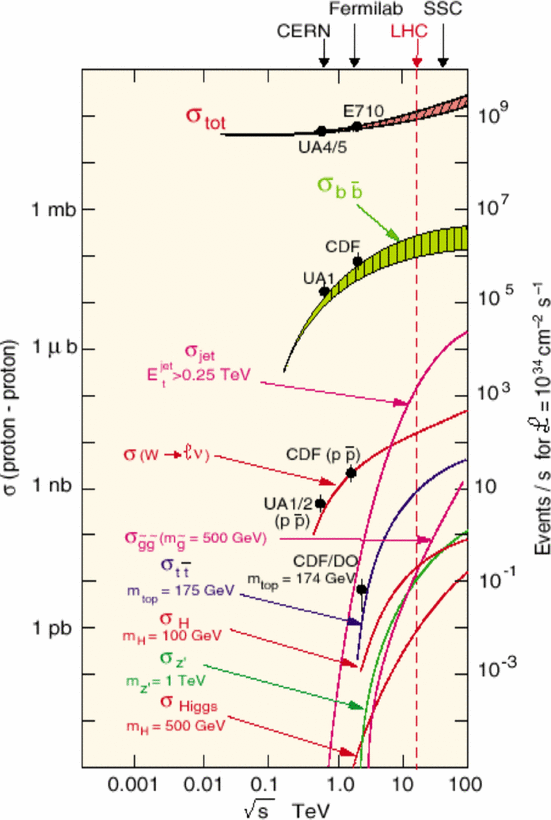 Fermilab SSC
CERN LHC
σtot
E710
UA4/5
10⁹
σb b̅
1 mb
10⁷
CDF
UA1
10⁵
σjet
Eₜʲᵉᵗ>0.25 TeV
1 μb
10³
σ (proton - proton)
Events / s for ℒ = 10³⁴ cm⁻² s⁻¹
σ (W → ℓν)
CDF (p p̅)
UA1/2
(p p̅)
1 nb
10
σg̃g̃ (mg̃ = 500 GeV)
σt t̅
mtop = 175 GeV
CDF/DO
mtop = 174 GeV
10⁻¹
1 pb
σH
mH = 100 GeV
σz'
mz' = 1 TeV
10⁻³
σHiggs
mH = 500 GeV
0.001 0.01 0.1 1.0 10 100
√s TeV